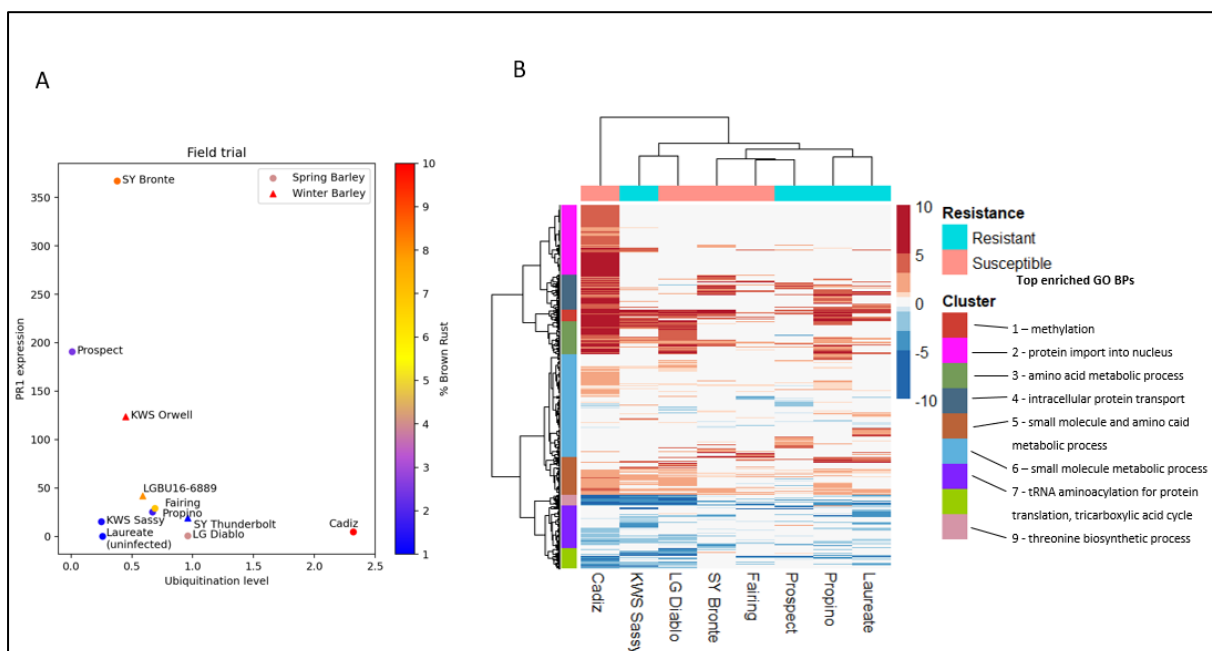 A
B
Field trial
SY Bronte
Spring Barley
Winter Barley
Prospect
KWS Orwell
LGBU16-6889
Fairing
Propino
KWS Sassy
SY Thunderbolt
Laureate
LG Diablo
(uninfected)
Cadiz
PR1 expression
350
300
250
200
150
100
50
0
0.0 0.5 1.0 1.5 2.0 2.5
Ubiquitination level
10
9
8
7
6
5
4
3
2
1
% Brown Rust
10
5
0
-5
-10
Resistance
Resistant
Susceptible
Top enriched GO BPs
Cluster
1 – methylation
2 - protein import into nucleus
3 - amino acid metabolic process
4 - intracellular protein transport
5 - small molecule and amino caid
metabolic process
6 – small molecule metabolic process
7 - tRNA aminoacylation for protein
translation, tricarboxylic acid cycle
9 - threonine biosynthetic process
Cadiz
KWS Sassy
LG Diablo
SY Bronte
Fairing
Prospect
Propino
Laureate